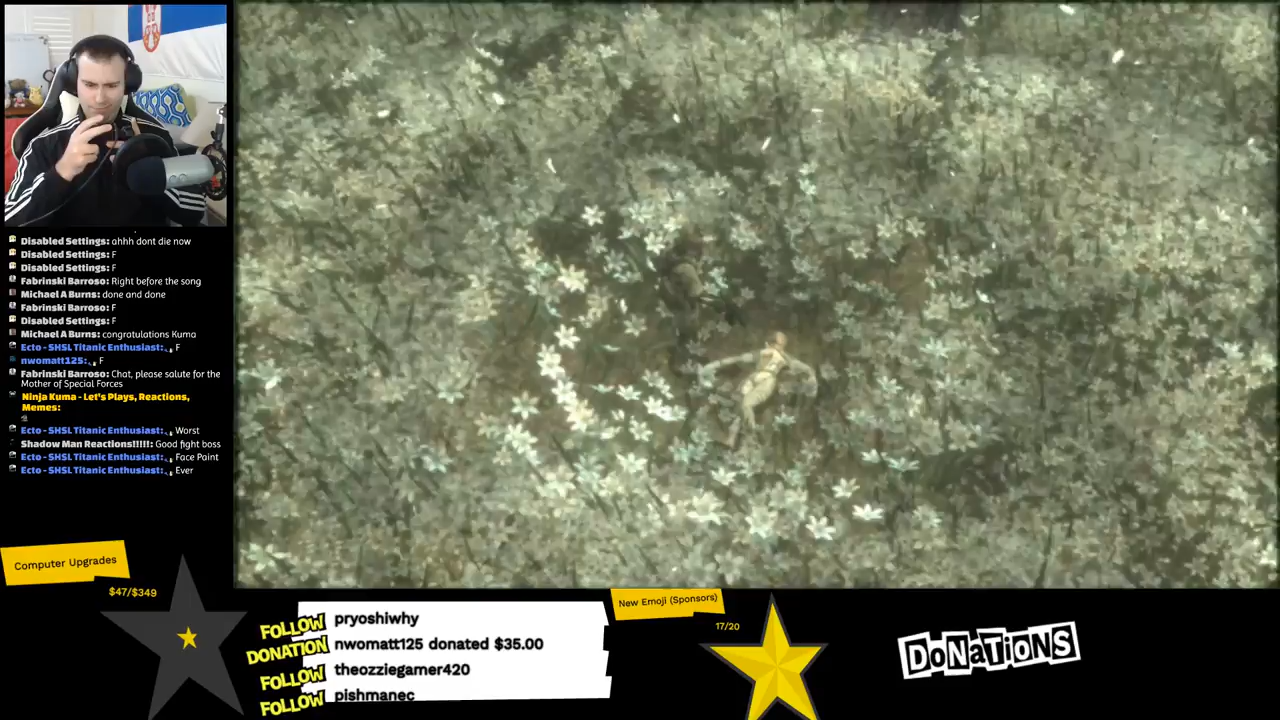 Disabled Settings: ahhh dont die now
Disabled Settings: F
Disabled Settings: F
Fabrinski Barroso: Right before the song
Michael A Burns: done and done
Fabrinski Barroso: F
Disabled Settings: F
Michael A Burns: congratulations Kuma
Ecto - SHSL Titanic Enthusiast: F
nwomatt125: F
Fabrinski Barroso: Chat, please salute for the
Mother of Special Forces
Ninja Kuma - Let's Plays, Reactions,
Memes:
Ecto - SHSL Titanic Enthusiast: Worst
Shadow Man Reactions!!!!!: Good fight boss
Ecto - SHSL Titanic Enthusiast: Face Paint
Ecto - SHSL Titanic Enthusiast: Ever
Computer Upgrades
$47/$349
FOLLOW pryoshiwhy
DONATION nwomatt125 donated $35.00
FOLLOW theozziegamer420
FOLLOW pishmanec
New Emoji (Sponsors)
17/20
DoNaTiONS